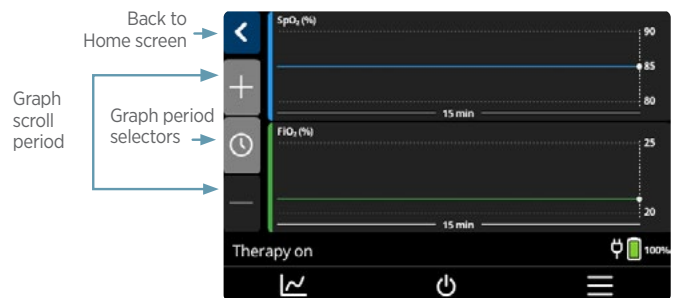 Back to
Home screen
Graph
scroll
period
Graph period
selectors
SpO₂ (%)
90
85
80
15 min
FiO₂ (%)
25
20
15 min
Therapy on
100%